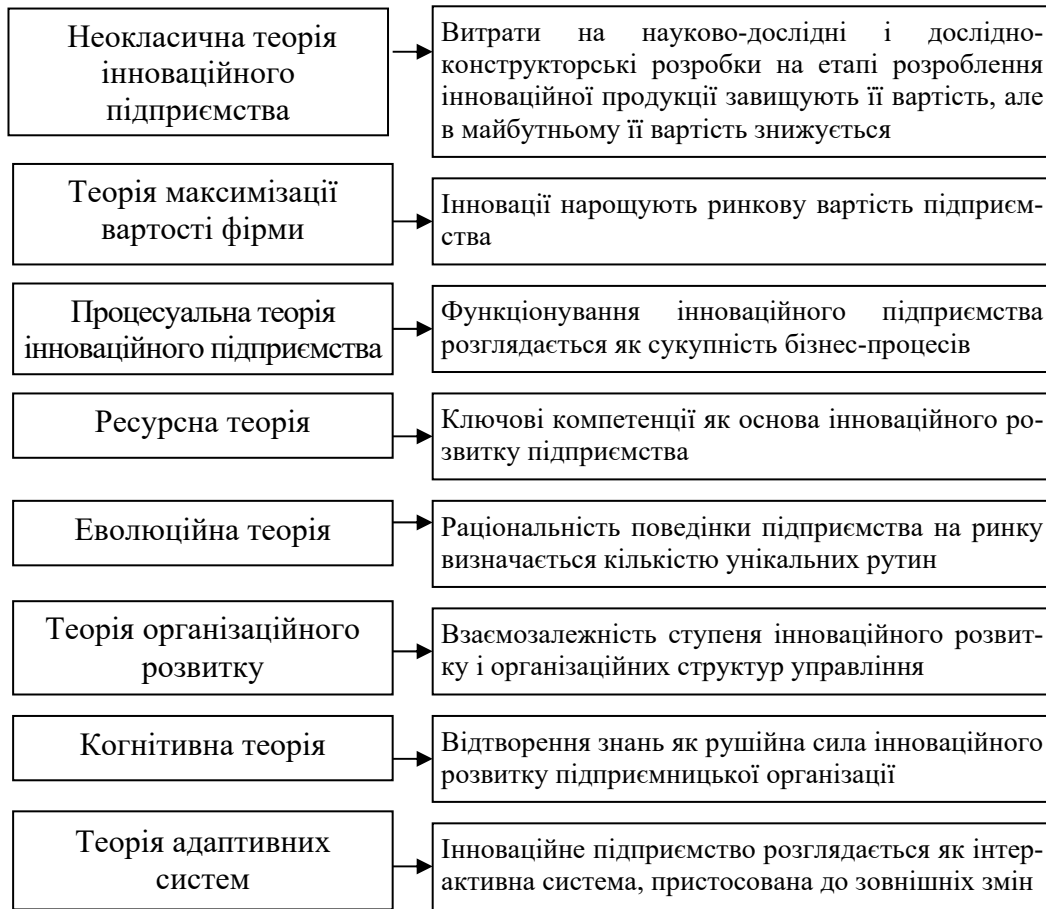 Неокласична теорія
інноваційного
підприємства
Витрати на науково-дослідні і дослідно-
конструкторські розробки на етапі розроблення
інноваційної продукції завищують її вартість, але
в майбутньому її вартість знижується
Теорія максимізації
вартості фірми
Інновації нарощують ринкову вартість підприєм-
ства
Процесуальна теорія
інноваційного підприємства
Функціонування інноваційного підприємства
розглядається як сукупність бізнес-процесів
Ресурсна теорія
Ключові компетенції як основа інноваційного ро-
звитку підприємства
Еволюційна теорія
Раціональність поведінки підприємства на ринку
визначається кількістю унікальних рутин
Теорія організаційного
розвитку
Взаємозалежність ступеня інноваційного розвит-
ку і організаційних структур управління
Когнітивна теорія
Відтворення знань як рушійна сила інноваційного
розвитку підприємницької організації
Теорія адаптивних
систем
Інноваційне підприємство розглядається як інтер-
активна система, пристосована до зовнішніх змін